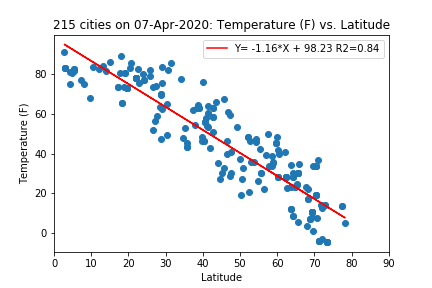 215 cities on 07-Apr-2020: Temperature (F) vs. Latitude
Y= -1.16*X + 98.23 R2=0.84
Temperature (F)
80
60
40
20
0
0 10 20 30 40 50 60 70 80 90
Latitude